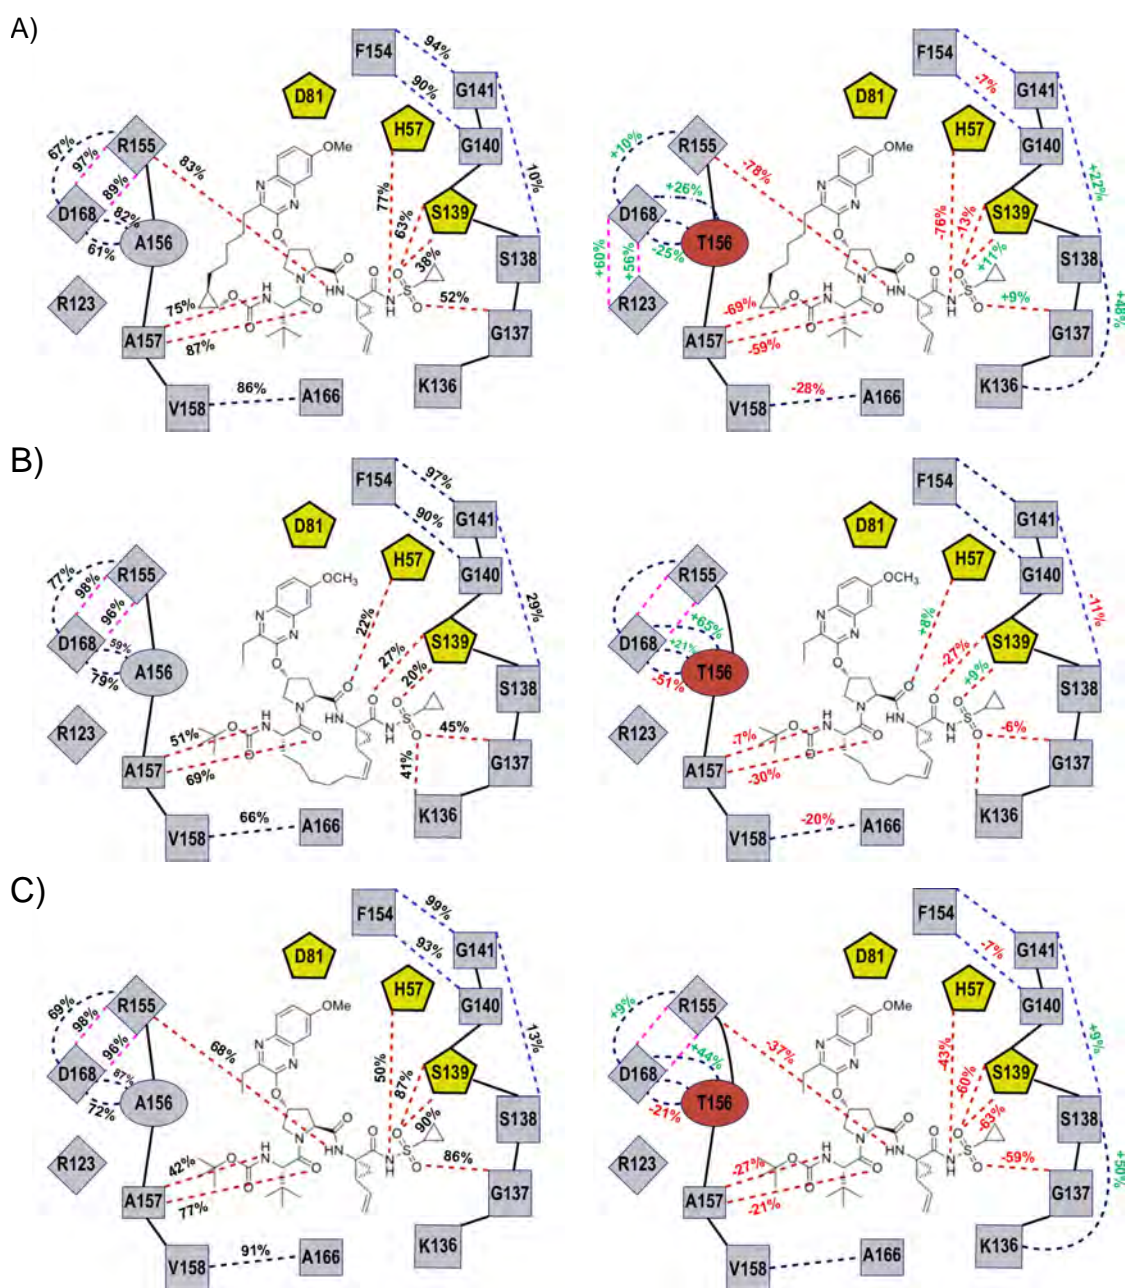 A)
F154
94%
90%
G141
D81
H57
G140
R155
67%
97%
89%
83%
OMe
10%
77%
63%
S139
D168
82%
61%
A156
N
N
O
38%
S138
R123
75%
87%
52%
A157
G137
V158
86%
A166
K136
F154
-7%
G141
D81
H57
G140
R155
+10%
-78%
OMe
+22%
+26%
-76%
-13%
S139
D168
-25%
T156
N
N
O
+11%
S138
+60%
+56%
R123
-69%
-59%
+9%
+48%
A157
G137
V158
-28%
A166
K136
B)
F154
97%
90%
G141
D81
H57
G140
R155
77%
98%
96%
OCH₃
29%
22%
27%
S139
D168
59%
79%
A156
N
N
O
20%
S138
R123
51%
69%
45%
41%
A157
G137
V158
66%
A166
K136
F154
G141
D81
H57
G140
R155
OCH₃
-11%
+65%
+21%
+8%
-27%
S139
D168
-51%
T156
N
N
O
+9%
S138
R123
-7%
-30%
-6%
A157
G137
V158
-20%
A166
K136
C)
F154
99%
93%
G141
D81
H57
G140
R155
69%
98%
96%
68%
OMe
13%
50%
87%
S139
D168
87%
72%
A156
N
N
O
90%
S138
R123
42%
77%
86%
A157
G137
V158
91%
A166
K136
F154
-7%
G141
D81
H57
G140
R155
+9%
-37%
OMe
+9%
+44%
-43%
-60%
S139
D168
-21%
T156
N
N
O
-63%
S138
R123
-27%
-21%
-59%
+50%
A157
G137
V158
A166
K136